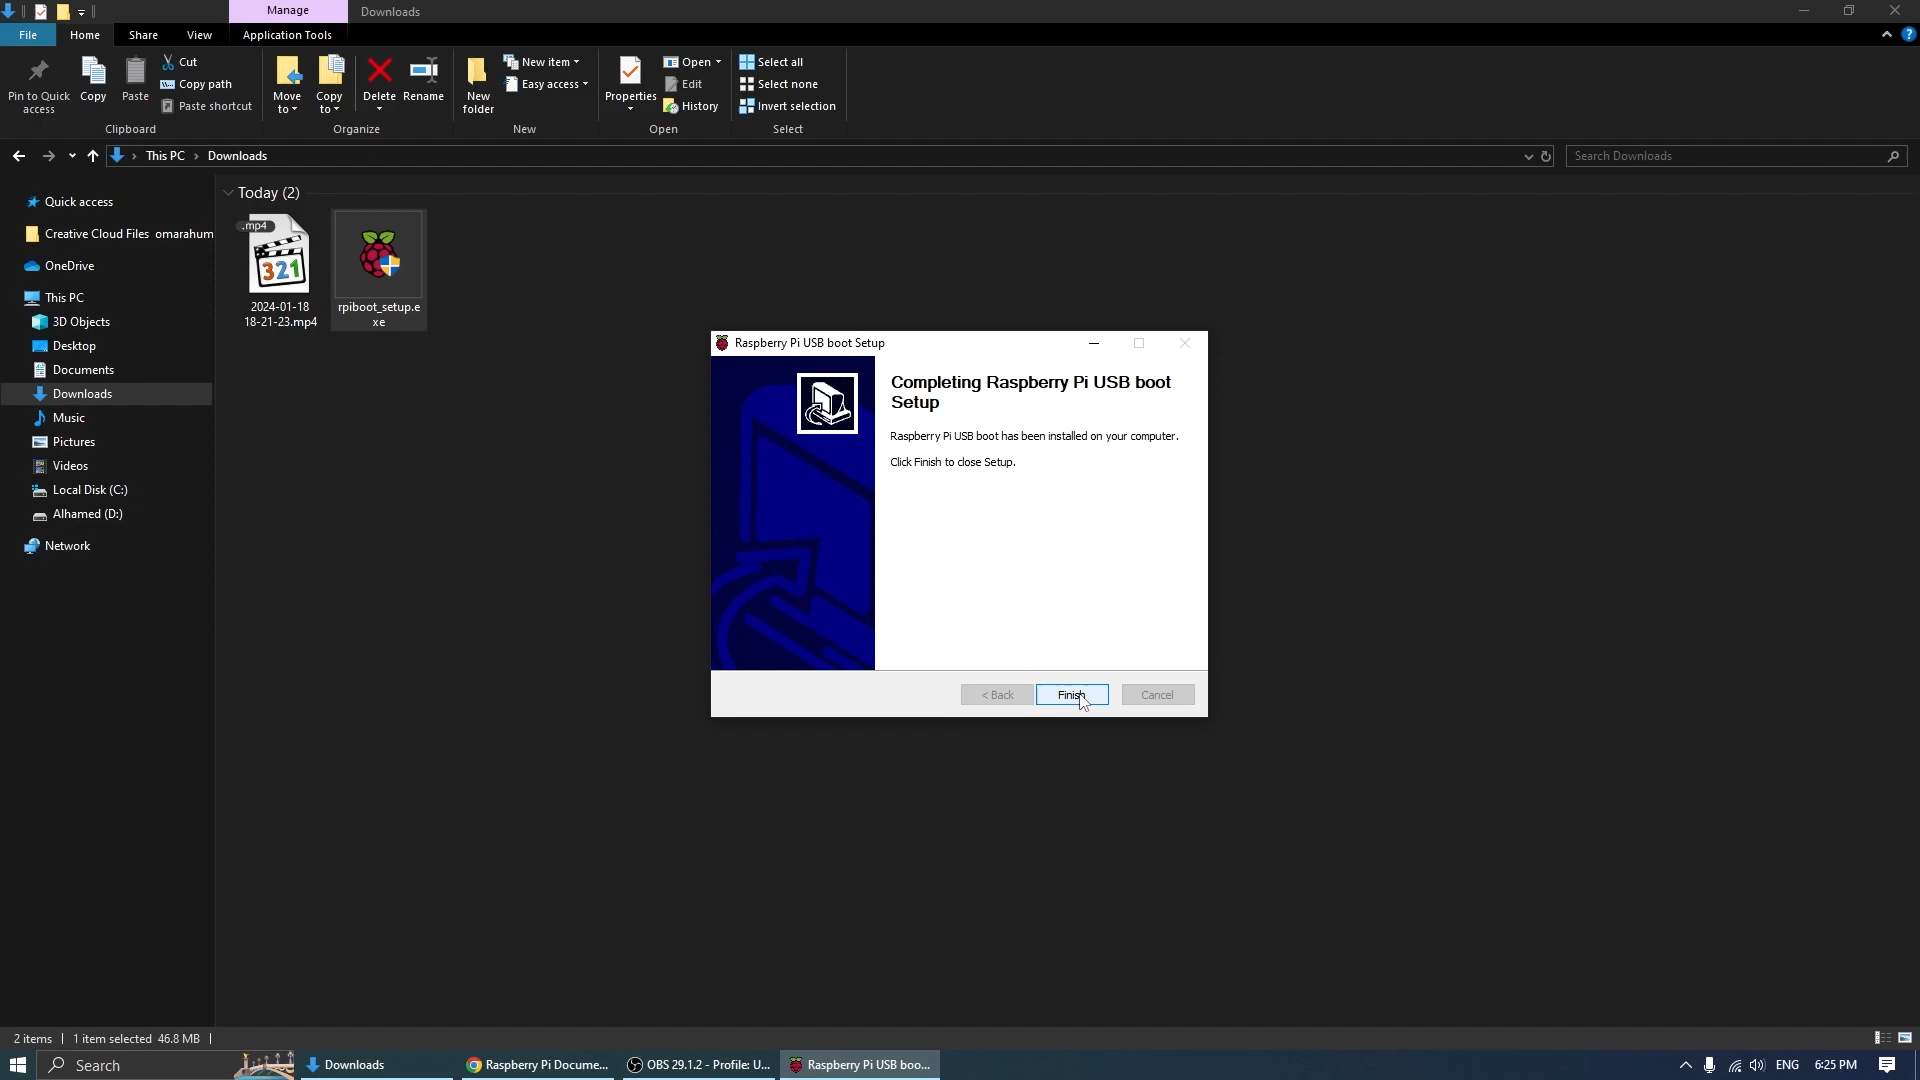 Manage
Downloads
File
Home
Share
View
Application Tools
Pin to Quick
access
Copy
Paste
Cut
Copy path
Paste shortcut
Clipboard
Move
to
Copy
to
Delete
Rename
Organize
New
folder
New item
Easy access
New
Properties
Open
Edit
History
Open
Select all
Select none
Invert selection
Select
This PC
Downloads
Search Downloads
Quick access
Creative Cloud Files omarahum
OneDrive
This PC
3D Objects
Desktop
Documents
Downloads
Music
Pictures
Videos
Local Disk (C:)
Alhamed (D:)
Network
Today (2)
.mp4
321
2024-01-18
18-21-23.mp4
rpiboot_setup.e
xe
Raspberry Pi USB boot Setup
Completing Raspberry Pi USB boot
Setup
Raspberry Pi USB boot has been installed on your computer.
Click Finish to close Setup.
< Back
Finish
Cancel
2 items
1 item selected 46.8 MB
Search
Downloads
Raspberry Pi Docume...
OBS 29.1.2 - Profile: U...
Raspberry Pi USB boo...
ENG
6:25 PM